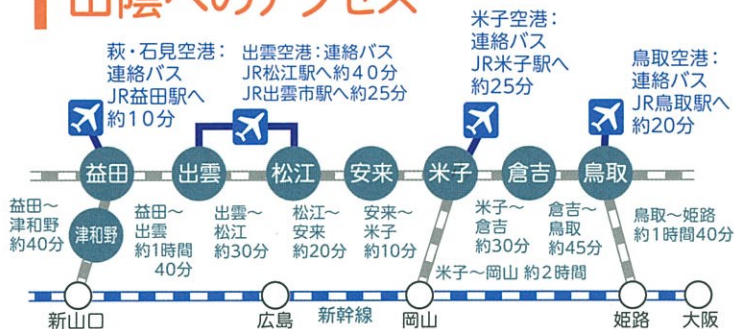 山陰へのアクセス
萩・石見空港：
連絡バス
JR益田駅へ
約10分
出雲空港：連絡バス
JR松江駅へ約40分
JR出雲市駅へ約25分
米子空港：
連絡バス
JR米子駅へ
約25分
鳥取空港：
連絡バス
JR鳥取駅へ
約20分
益田
出雲
松江
安来
米子
倉吉
鳥取
益田～
津和野
約40分
津和野
益田～
出雲
約1時間
40分
出雲～
松江
約30分
松江～
安来
約20分
安来～
米子
約10分
米子～
倉吉
約30分
倉吉～
鳥取
約45分
鳥取～姫路
約1時間40分
米子～岡山 約2時間
新山口
広島
新幹線
岡山
姫路
大阪